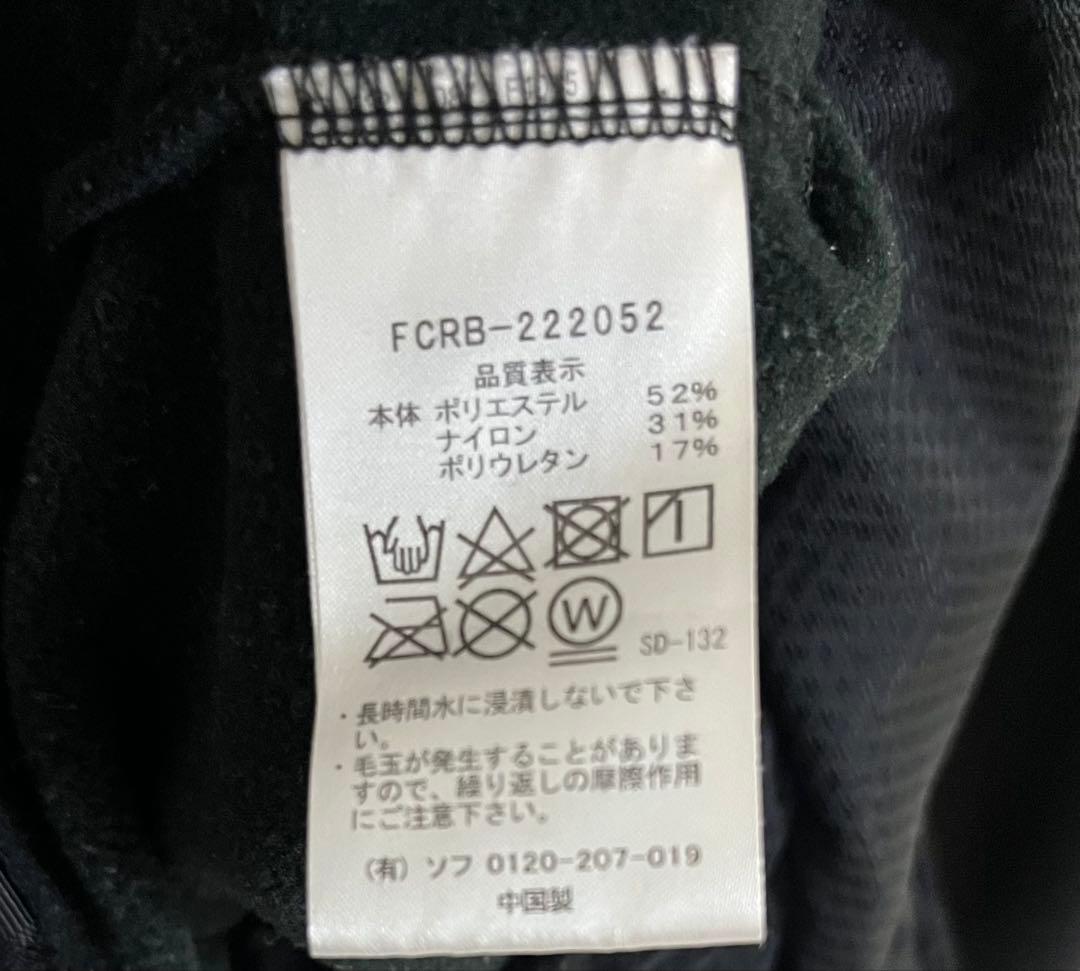 FCRB-222052
品質表示
本体 ポリエステル 52%
ナイロン 31%
ポリウレタン 17%
W
SD-132
・長時間水に浸漬しないで下さ
い。
・毛玉が発生することがありま
すので、繰り返しの摩擦作用
にご注意下さい。
(有) ソフ 0120-207-019
中国製